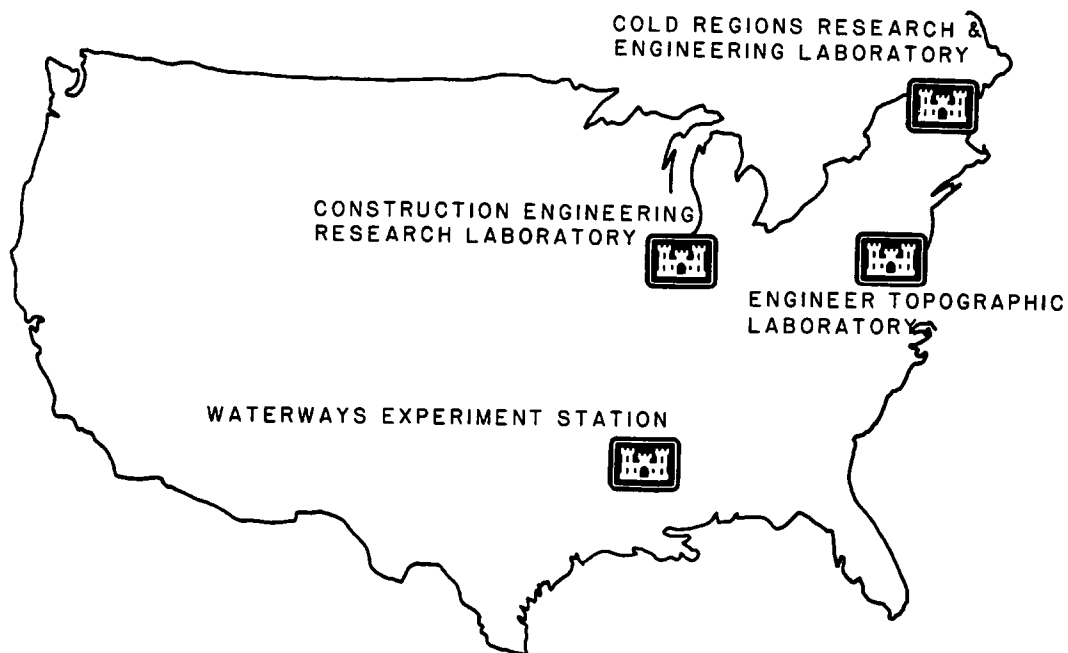 COLD REGIONS RESEARCH &
ENGINEERING LABORATORY
CONSTRUCTION ENGINEERING
RESEARCH LABORATORY
ENGINEER TOPOGRAPHIC
LABORATORY
WATERWAYS EXPERIMENT STATION